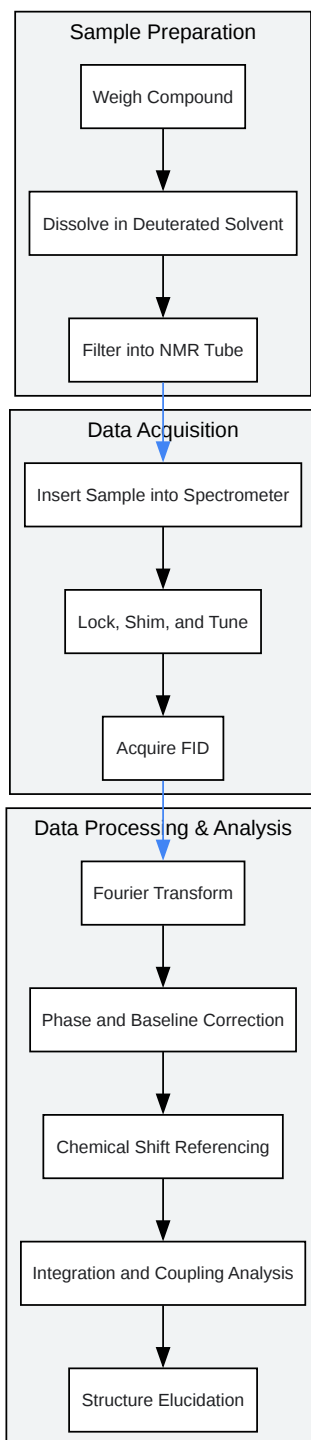 Sample Preparation
Weigh Compound
Dissolve in Deuterated Solvent
Filter into NMR Tube
Data Acquisition
Insert Sample into Spectrometer
Lock, Shim, and Tune
Acquire FID
Data Processing & Analysis
Fourier Transform
Phase and Baseline Correction
Chemical Shift Referencing
Integration and Coupling Analysis
Structure Elucidation